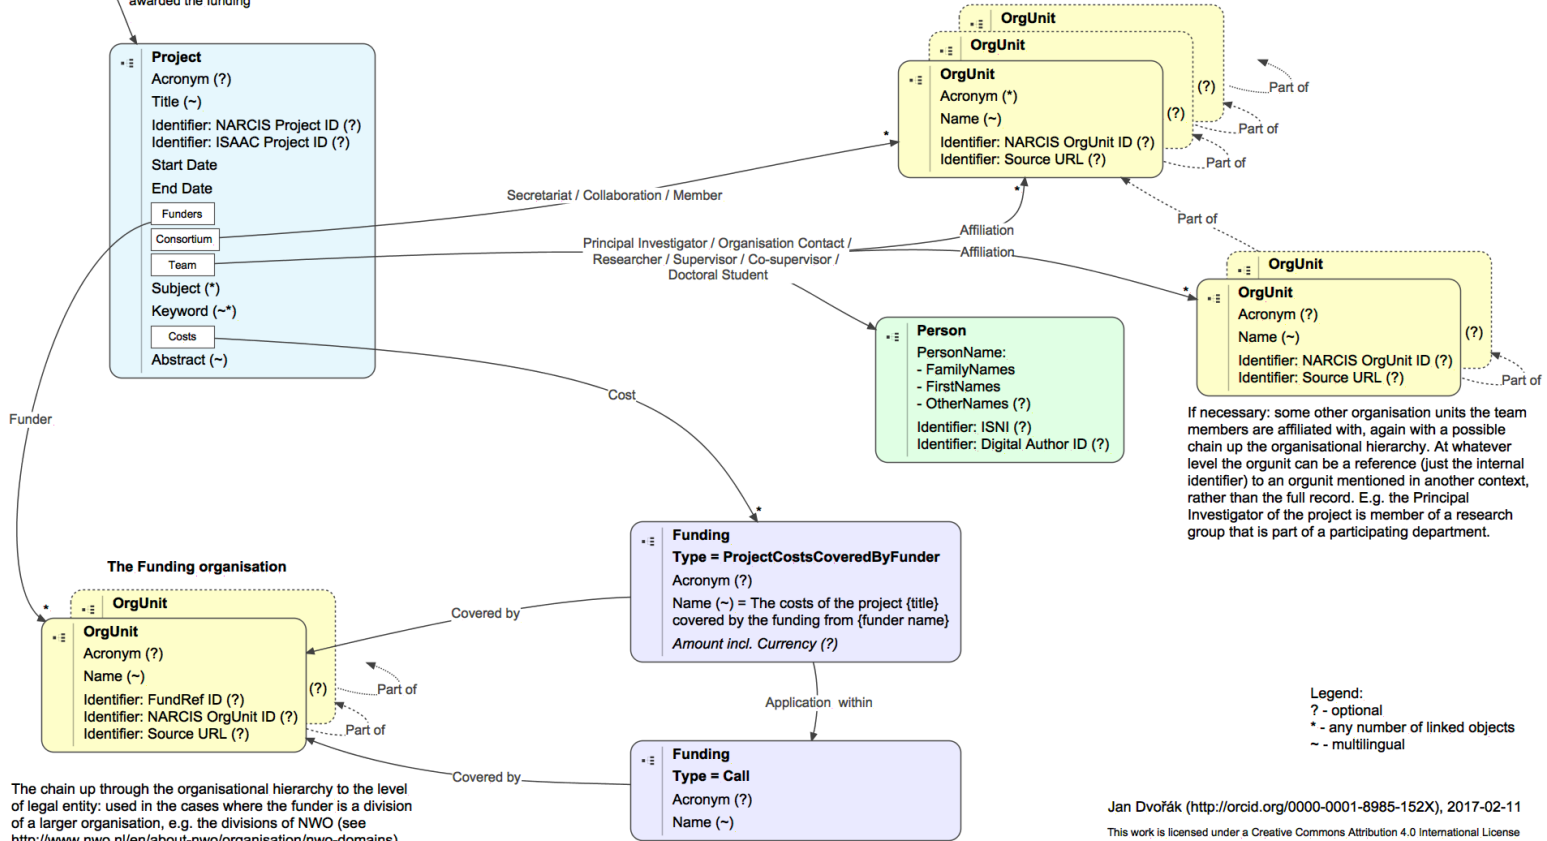 awarded the funding
Project
Acronym (?)
Title (~)
Identifier: NARCIS Project ID (?)
Identifier: ISAAC Project ID (?)
Start Date
End Date
Funders
Consortium
Team
Subject (*)
Keyword (~*)
Costs
Abstract (~)
OrgUnit
OrgUnit
OrgUnit
Acronym (*)
Name (~)
Identifier: NARCIS OrgUnit ID (?)
Identifier: Source URL (?)
(?)
(?)
Part of
Part of
Part of
*
Secretariat / Collaboration / Member
*
Part of
Affiliation
Affiliation
Principal Investigator / Organisation Contact /
Researcher / Supervisor / Co-supervisor /
Doctoral Student
*
OrgUnit
OrgUnit
Acronym (?)
Name (~)
Identifier: NARCIS OrgUnit ID (?)
Identifier: Source URL (?)
(?)
Part of
Person
PersonName:
- FamilyNames
- FirstNames
- OtherNames (?)
Identifier: ISNI (?)
Identifier: Digital Author ID (?)
If necessary: some other organisation units the team
members are affiliated with, again with a possible
chain up the organisational hierarchy. At whatever
level the orgunit can be a reference (just the internal
identifier) to an orgunit mentioned in another context,
rather than the full record. E.g. the Principal
Investigator of the project is member of a research
group that is part of a participating department.
Cost
Funder
*
Funding
Type = ProjectCostsCoveredByFunder
Acronym (?)
Name (~) = The costs of the project {title}
covered by the funding from {funder name}
Amount incl. Currency (?)
The Funding organisation
*
OrgUnit
OrgUnit
Acronym (?)
Name (~)
Identifier: FundRef ID (?)
Identifier: NARCIS OrgUnit ID (?)
Identifier: Source URL (?)
(?)
Part of
Part of
Covered by
Application within
Covered by
Funding
Type = Call
Acronym (?)
Name (~)
The chain up through the organisational hierarchy to the level
of legal entity: used in the cases where the funder is a division
of a larger organisation, e.g. the divisions of NWO (see
http://www.nwo.nl/en/about-nwo/organisation/nwo-domains)
Legend:
? - optional
* - any number of linked objects
~ - multilingual
Jan Dvořák (http://orcid.org/0000-0001-8985-152X), 2017-02-11
This work is licensed under a Creative Commons Attribution 4.0 International License